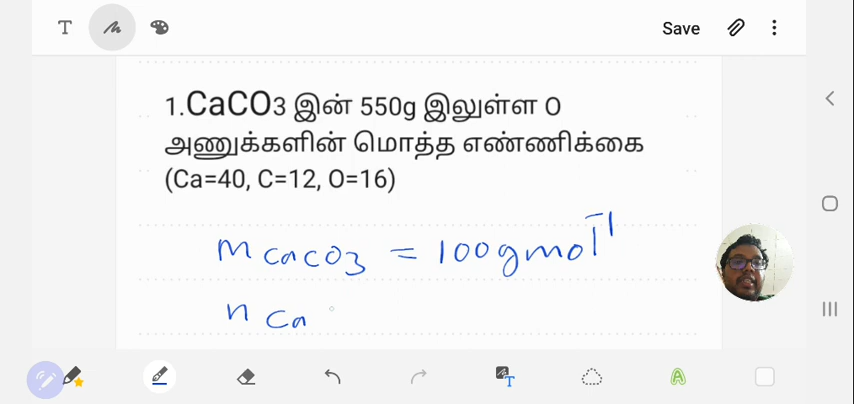 T
Save
1.CaCO3 இன் 550g இலுள்ள O
அணுக்களின் மொத்த எண்ணிக்கை
(Ca=40, C=12, O=16)
M CaCO3 = 100gmol⁻¹
n Ca